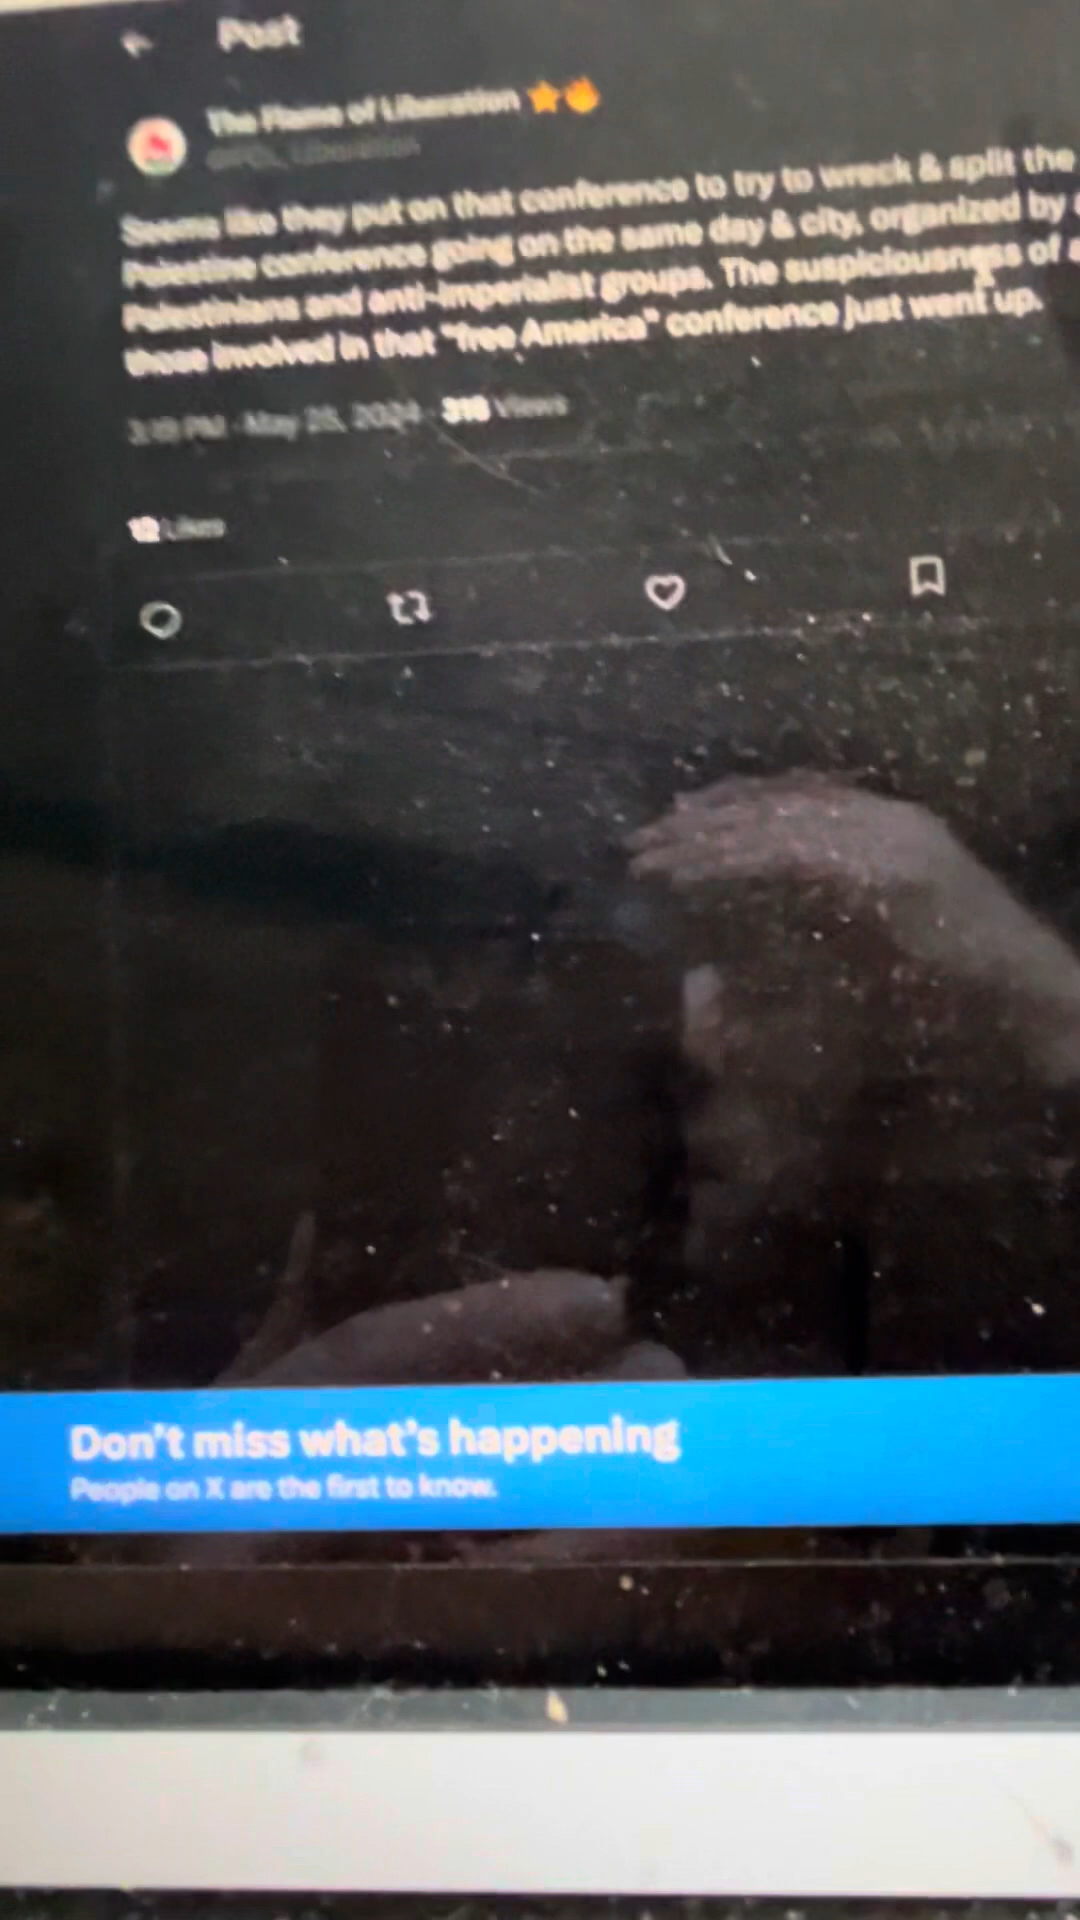 Post
The Flame of Liberation
Seems like they put on that conference to try to wreck & split the
Palestine conference going on the same day & city, organized by
Palestinians and anti-imperialist groups. The suspiciousness of
those involved in that "free America" conference just went up.
PM · May 25, 2024 · Views
Likes
Don't miss what's happening
People on X are the first to know.